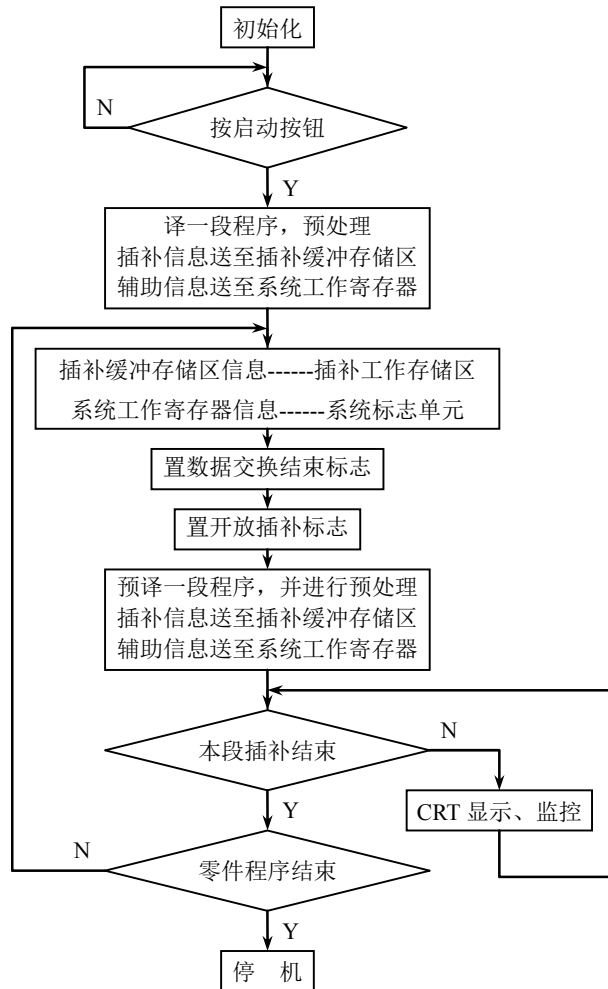 初始化
N
按启动按钮
Y
译一段程序，预处理
插补信息送至插补缓冲存储区
辅助信息送至系统工作寄存器
插补缓冲存储区信息------插补工作存储区
系统工作寄存器信息------系统标志单元
置数据交换结束标志
置开放插补标志
预译一段程序，并进行预处理
插补信息送至插补缓冲存储区
辅助信息送至系统工作寄存器
本段插补结束
N
Y
CRT 显示、监控
N
零件程序结束
Y
停 机